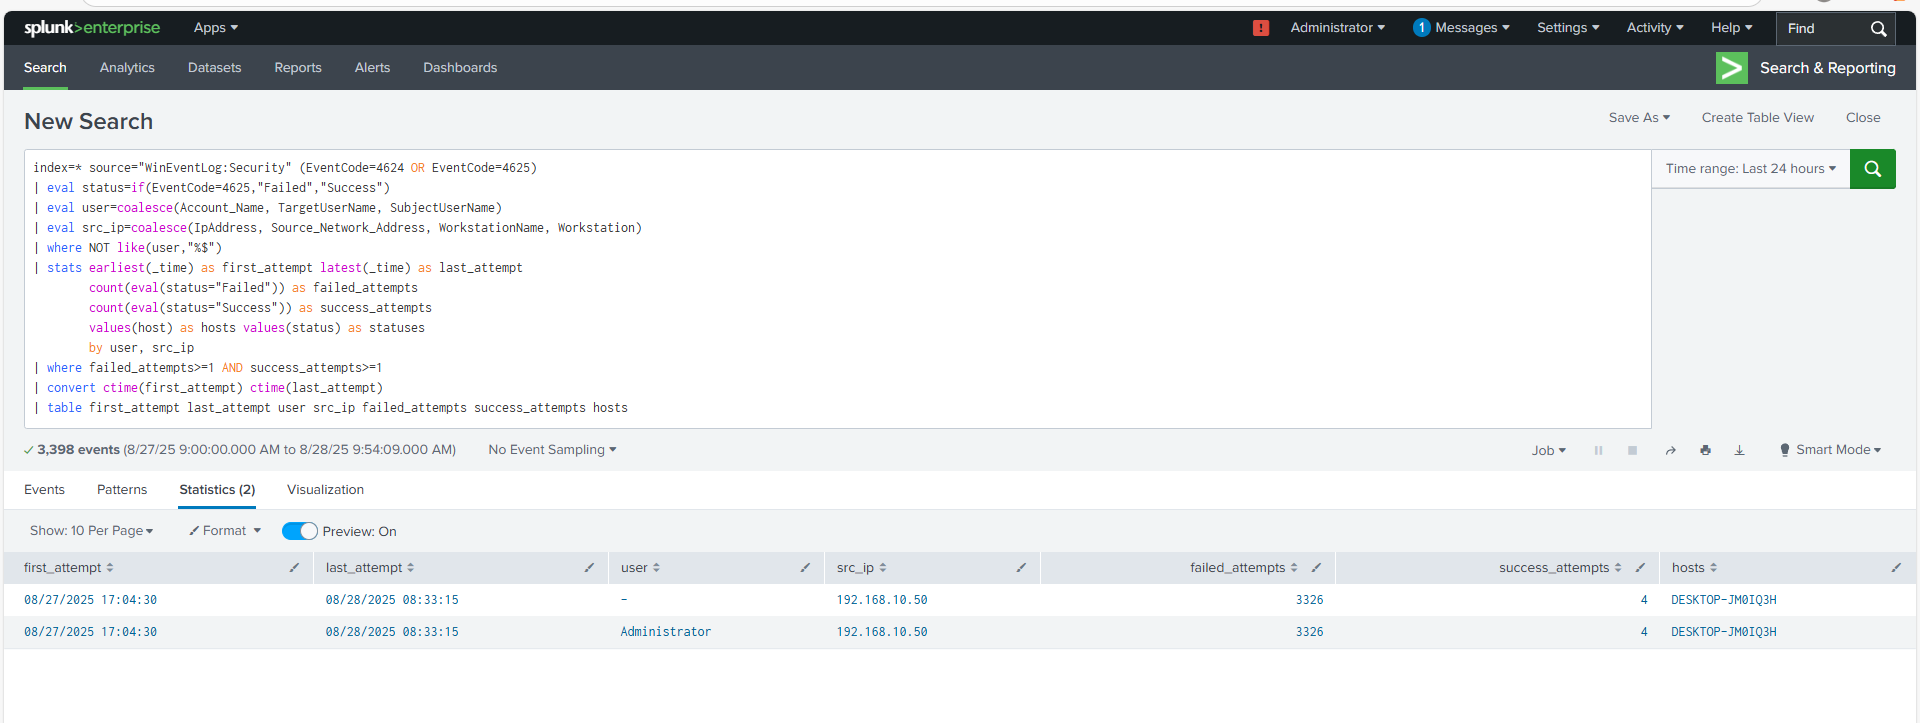 splunk>enterprise Apps ! Administrator 1 Messages Settings Activity Help Find
Search Analytics Datasets Reports Alerts Dashboards > Search & Reporting
New Search Save As Create Table View Close
index=* source="WinEventLog:Security" (EventCode=4624 OR EventCode=4625) Time range: Last 24 hours
| eval status=if(EventCode=4625,"Failed","Success")
| eval user=coalesce(Account_Name, TargetUserName, SubjectUserName)
| eval src_ip=coalesce(IpAddress, Source_Network_Address, WorkstationName, Workstation)
| where NOT like(user,"%$")
| stats earliest(_time) as first_attempt latest(_time) as last_attempt
count(eval(status="Failed")) as failed_attempts
count(eval(status="Success")) as success_attempts
values(host) as hosts values(status) as statuses
by user, src_ip
| where failed_attempts>=1 AND success_attempts>=1
| convert ctime(first_attempt) ctime(last_attempt)
| table first_attempt last_attempt user src_ip failed_attempts success_attempts hosts
3,398 events (8/27/25 9:00:00.000 AM to 8/28/25 9:54:09.000 AM) No Event Sampling Job Smart Mode
Events Patterns Statistics (2) Visualization
Show: 10 Per Page Format Preview: On
first_attempt last_attempt user src_ip failed_attempts success_attempts hosts
08/27/2025 17:04:30 08/28/2025 08:33:15 - 192.168.10.50 3326 4 DESKTOP-JM0IQ3H
08/27/2025 17:04:30 08/28/2025 08:33:15 Administrator 192.168.10.50 3326 4 DESKTOP-JM0IQ3H